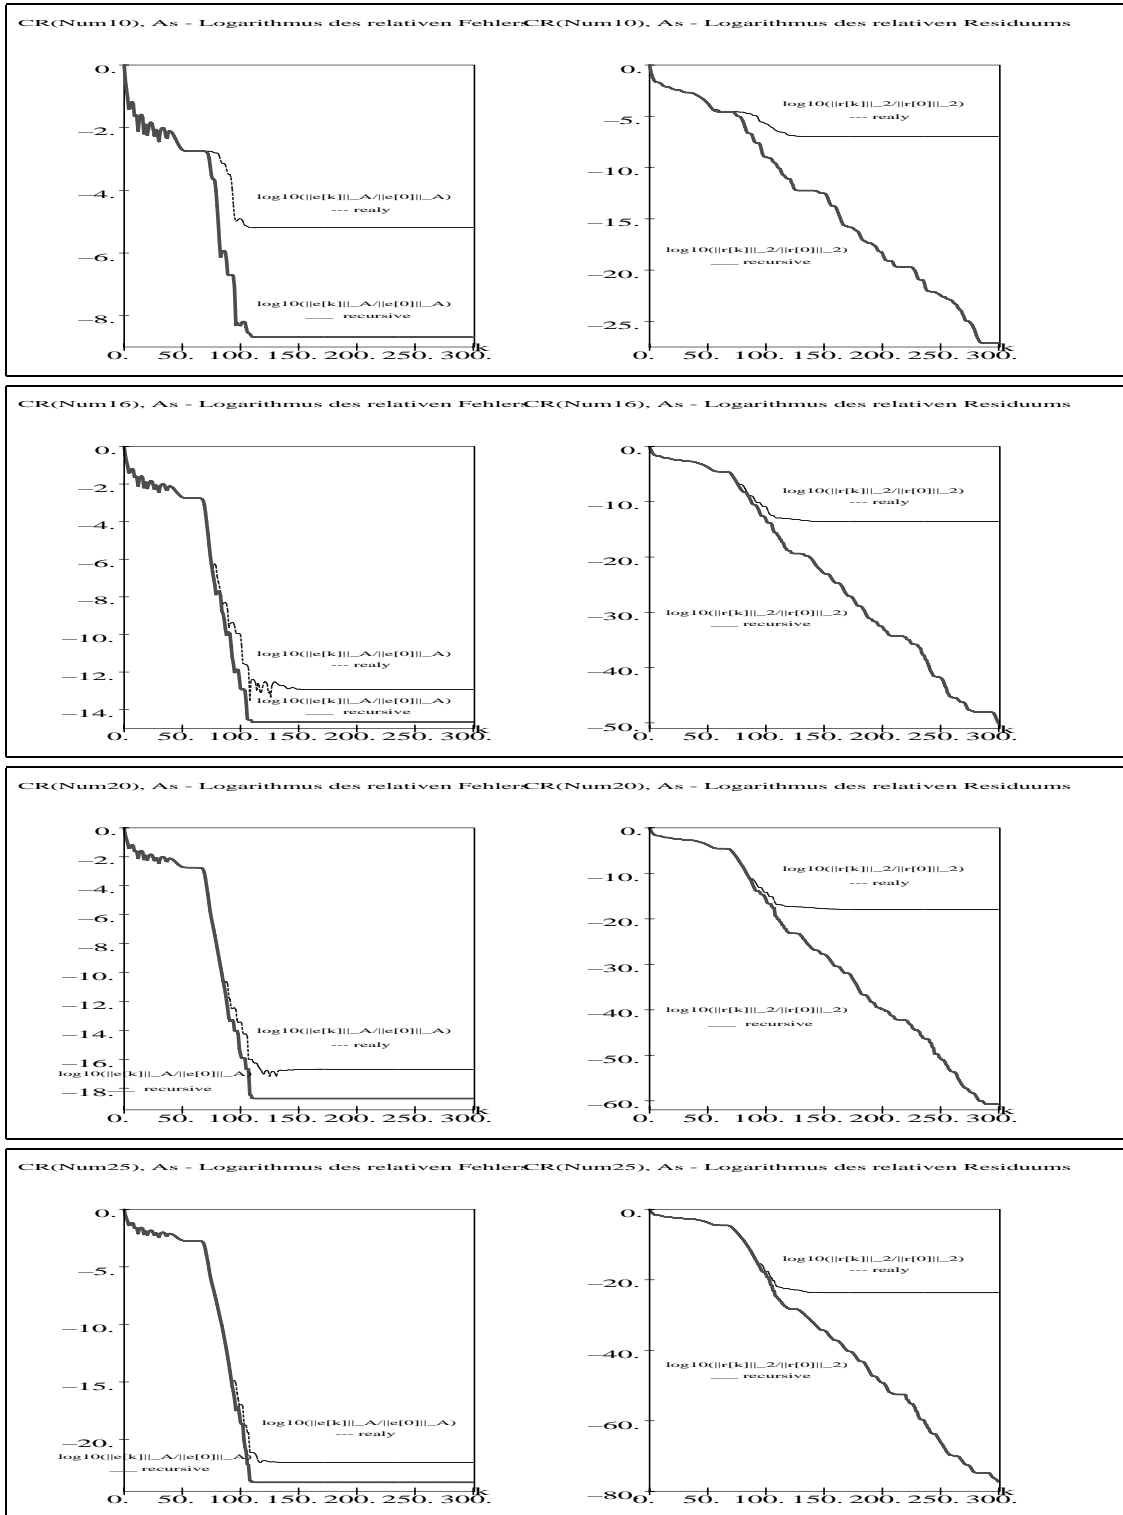 CR(Num10), As - Logarithmus des relativen Fehlers
0.
−2.
−4.
−6.
−8.
log10(||e[k]||_A/||e[0]||_A)
--- realy
log10(||e[k]||_A/||e[0]||_A)
___ recursive
0. 50. 100. 150. 200. 250. 300. k
CR(Num10), As - Logarithmus des relativen Residuums
0.
−5.
−10.
−15.
−20.
−25.
log10(||r[k]||_2/||r[0]||_2)
--- realy
log10(||r[k]||_2/||r[0]||_2)
___ recursive
0. 50. 100. 150. 200. 250. 300. k
CR(Num16), As - Logarithmus des relativen Fehlers
0.
−2.
−4.
−6.
−8.
−10.
−12.
−14.
log10(||e[k]||_A/||e[0]||_A)
--- realy
log10(||e[k]||_A/||e[0]||_A)
___ recursive
0. 50. 100. 150. 200. 250. 300. k
CR(Num16), As - Logarithmus des relativen Residuums
0.
−10.
−20.
−30.
−40.
−50.
log10(||r[k]||_2/||r[0]||_2)
--- realy
log10(||r[k]||_2/||r[0]||_2)
___ recursive
0. 50. 100. 150. 200. 250. 300. k
CR(Num20), As - Logarithmus des relativen Fehlers
0.
−2.
−4.
−6.
−8.
−10.
−12.
−14.
−16.
−18.
log10(||e[k]||_A/||e[0]||_A)
--- realy
log10(||e[k]||_A/||e[0]||_A)
___ recursive
0. 50. 100. 150. 200. 250. 300. k
CR(Num20), As - Logarithmus des relativen Residuums
0.
−10.
−20.
−30.
−40.
−50.
−60.
log10(||r[k]||_2/||r[0]||_2)
--- realy
log10(||r[k]||_2/||r[0]||_2)
___ recursive
0. 50. 100. 150. 200. 250. 300. k
CR(Num25), As - Logarithmus des relativen Fehlers
0.
−5.
−10.
−15.
−20.
log10(||e[k]||_A/||e[0]||_A)
--- realy
log10(||e[k]||_A/||e[0]||_A)
___ recursive
0. 50. 100. 150. 200. 250. 300. k
CR(Num25), As - Logarithmus des relativen Residuums
0.
−20.
−40.
−60.
−80.
log10(||r[k]||_2/||r[0]||_2)
--- realy
log10(||r[k]||_2/||r[0]||_2)
___ recursive
0. 50. 100. 150. 200. 250. 300. k